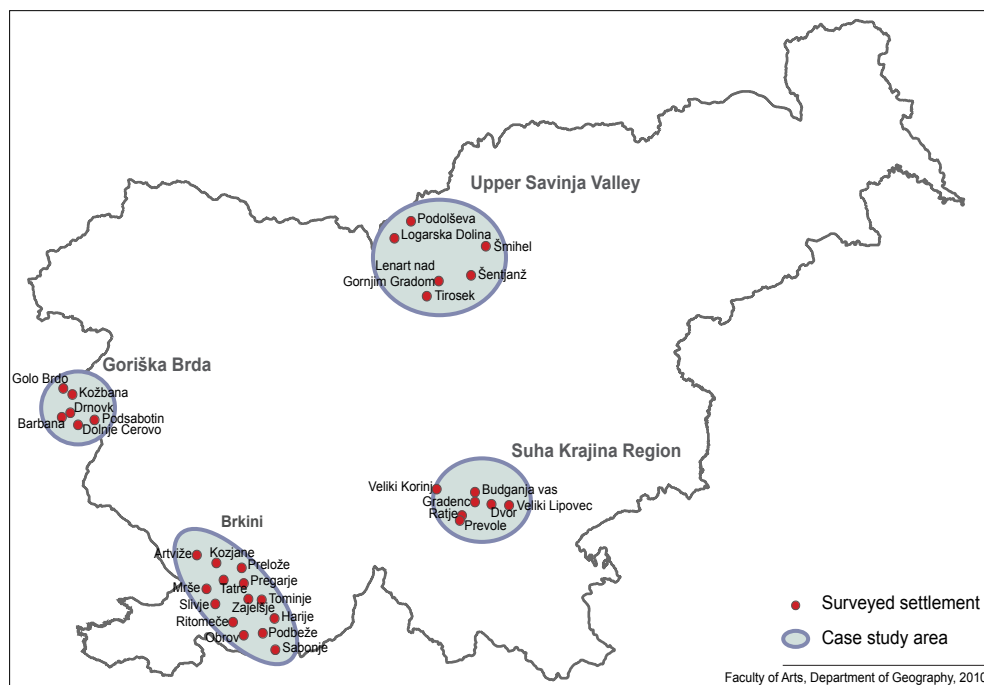 Upper Savinja Valley
Podolševa
Logarska Dolina
Šmihel
Lenart nad
Gornjim Gradom
Šentjanž
Tirosek
Goriška Brda
Golo Brdo
Kožbana
Drnovk
Barbana
Podsabotin
Dolnje Cerovo
Suha Krajina Region
Veliki Korinj
Budganja vas
Gradenc
Veliki Lipovec
Ratje
Dvor
Prevole
Brkini
Artviže
Kozjane
Prelože
Pregarje
Mrše
Tatre
Tominje
Slivje
Zajelšje
Harije
Ritomeče
Podbeže
Obrov
Sabonje
Surveyed settlement
Case study area
Faculty of Arts, Department of Geography, 2010